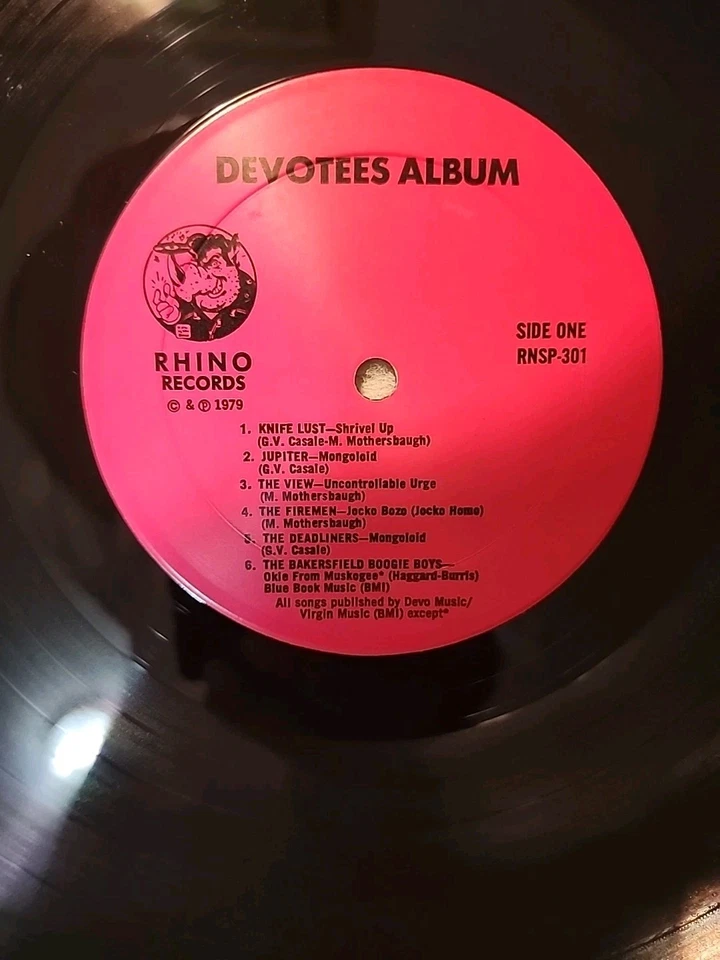 DEVOTEES ALBUM
RHINO
RECORDS
© & ℗ 1979
SIDE ONE
RNSP-301
1. KNIFE LUST—Shrivel Up
(G.V. Casale-M. Mothersbaugh)
2. JUPITER—Mongoloid
(G.V. Casale)
3. THE VIEW—Uncontrollable Urge
(M. Mothersbaugh)
4. THE FIREMEN—Jocko Bozo (Jocko Homo)
(M. Mothersbaugh)
5. THE DEADLINERS—Mongoloid
(G.V. Casale)
6. THE BAKERSFIELD BOOGIE BOYS—
Okie From Muskogee* (Haggard-Burris)
Blue Book Music (BMI)
All songs published by Devo Music/
Virgin Music (BMI) except*